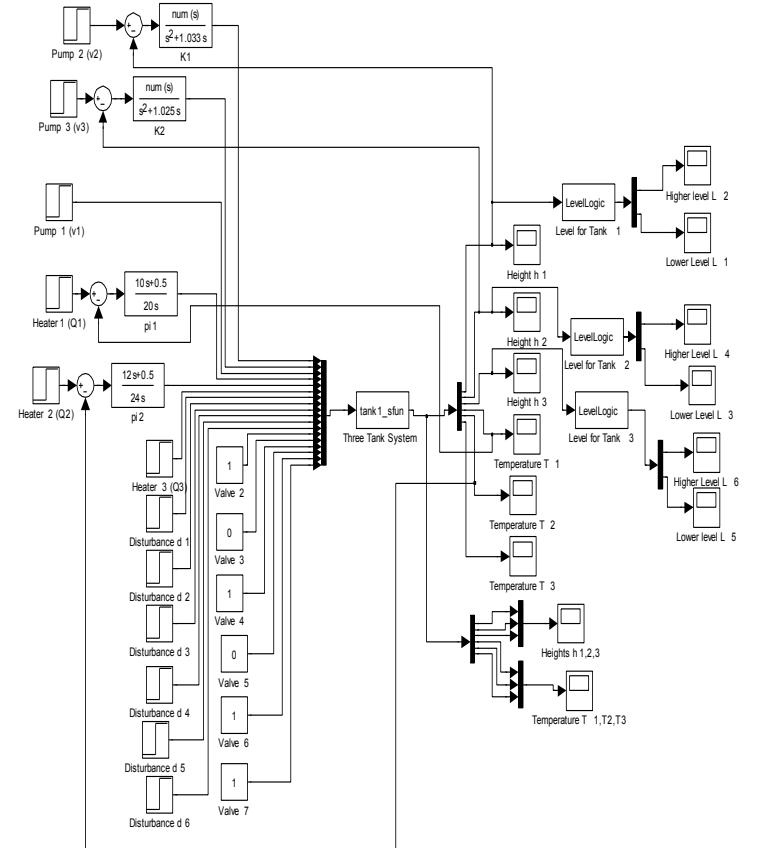 num (s)
s2+1.033 s
K1
Pump 2 (v2)
num (s)
s2+1.025 s
K2
Pump 3 (v3)
Pump 1 (v1)
LevelLogic
Level for Tank 1
Higher level L 2
Lower Level L 1
Height h 1
10s+0.5
20s
pi 1
Heater 1 (Q1)
Height h 2
LevelLogic
Level for Tank 2
Higher Level L 4
Lower Level L 3
12s+0.5
24s
pi 2
Heater 2 (Q2)
Height h 3
LevelLogic
Level for Tank 3
Higher Level L 6
Lower level L 5
tank1_sfun
Three Tank System
Temperature T 1
Temperature T 2
Temperature T 3
Heater 3 (Q3)
1
Valve 2
Disturbance d 1
0
Valve 3
Disturbance d 2
1
Valve 4
Disturbance d 3
0
Valve 5
Disturbance d 4
1
Valve 6
Disturbance d 5
1
Valve 7
Disturbance d 6
Heights h 1,2,3
Temperature T 1,T2,T3
+
−
+
−
+
−
+
−